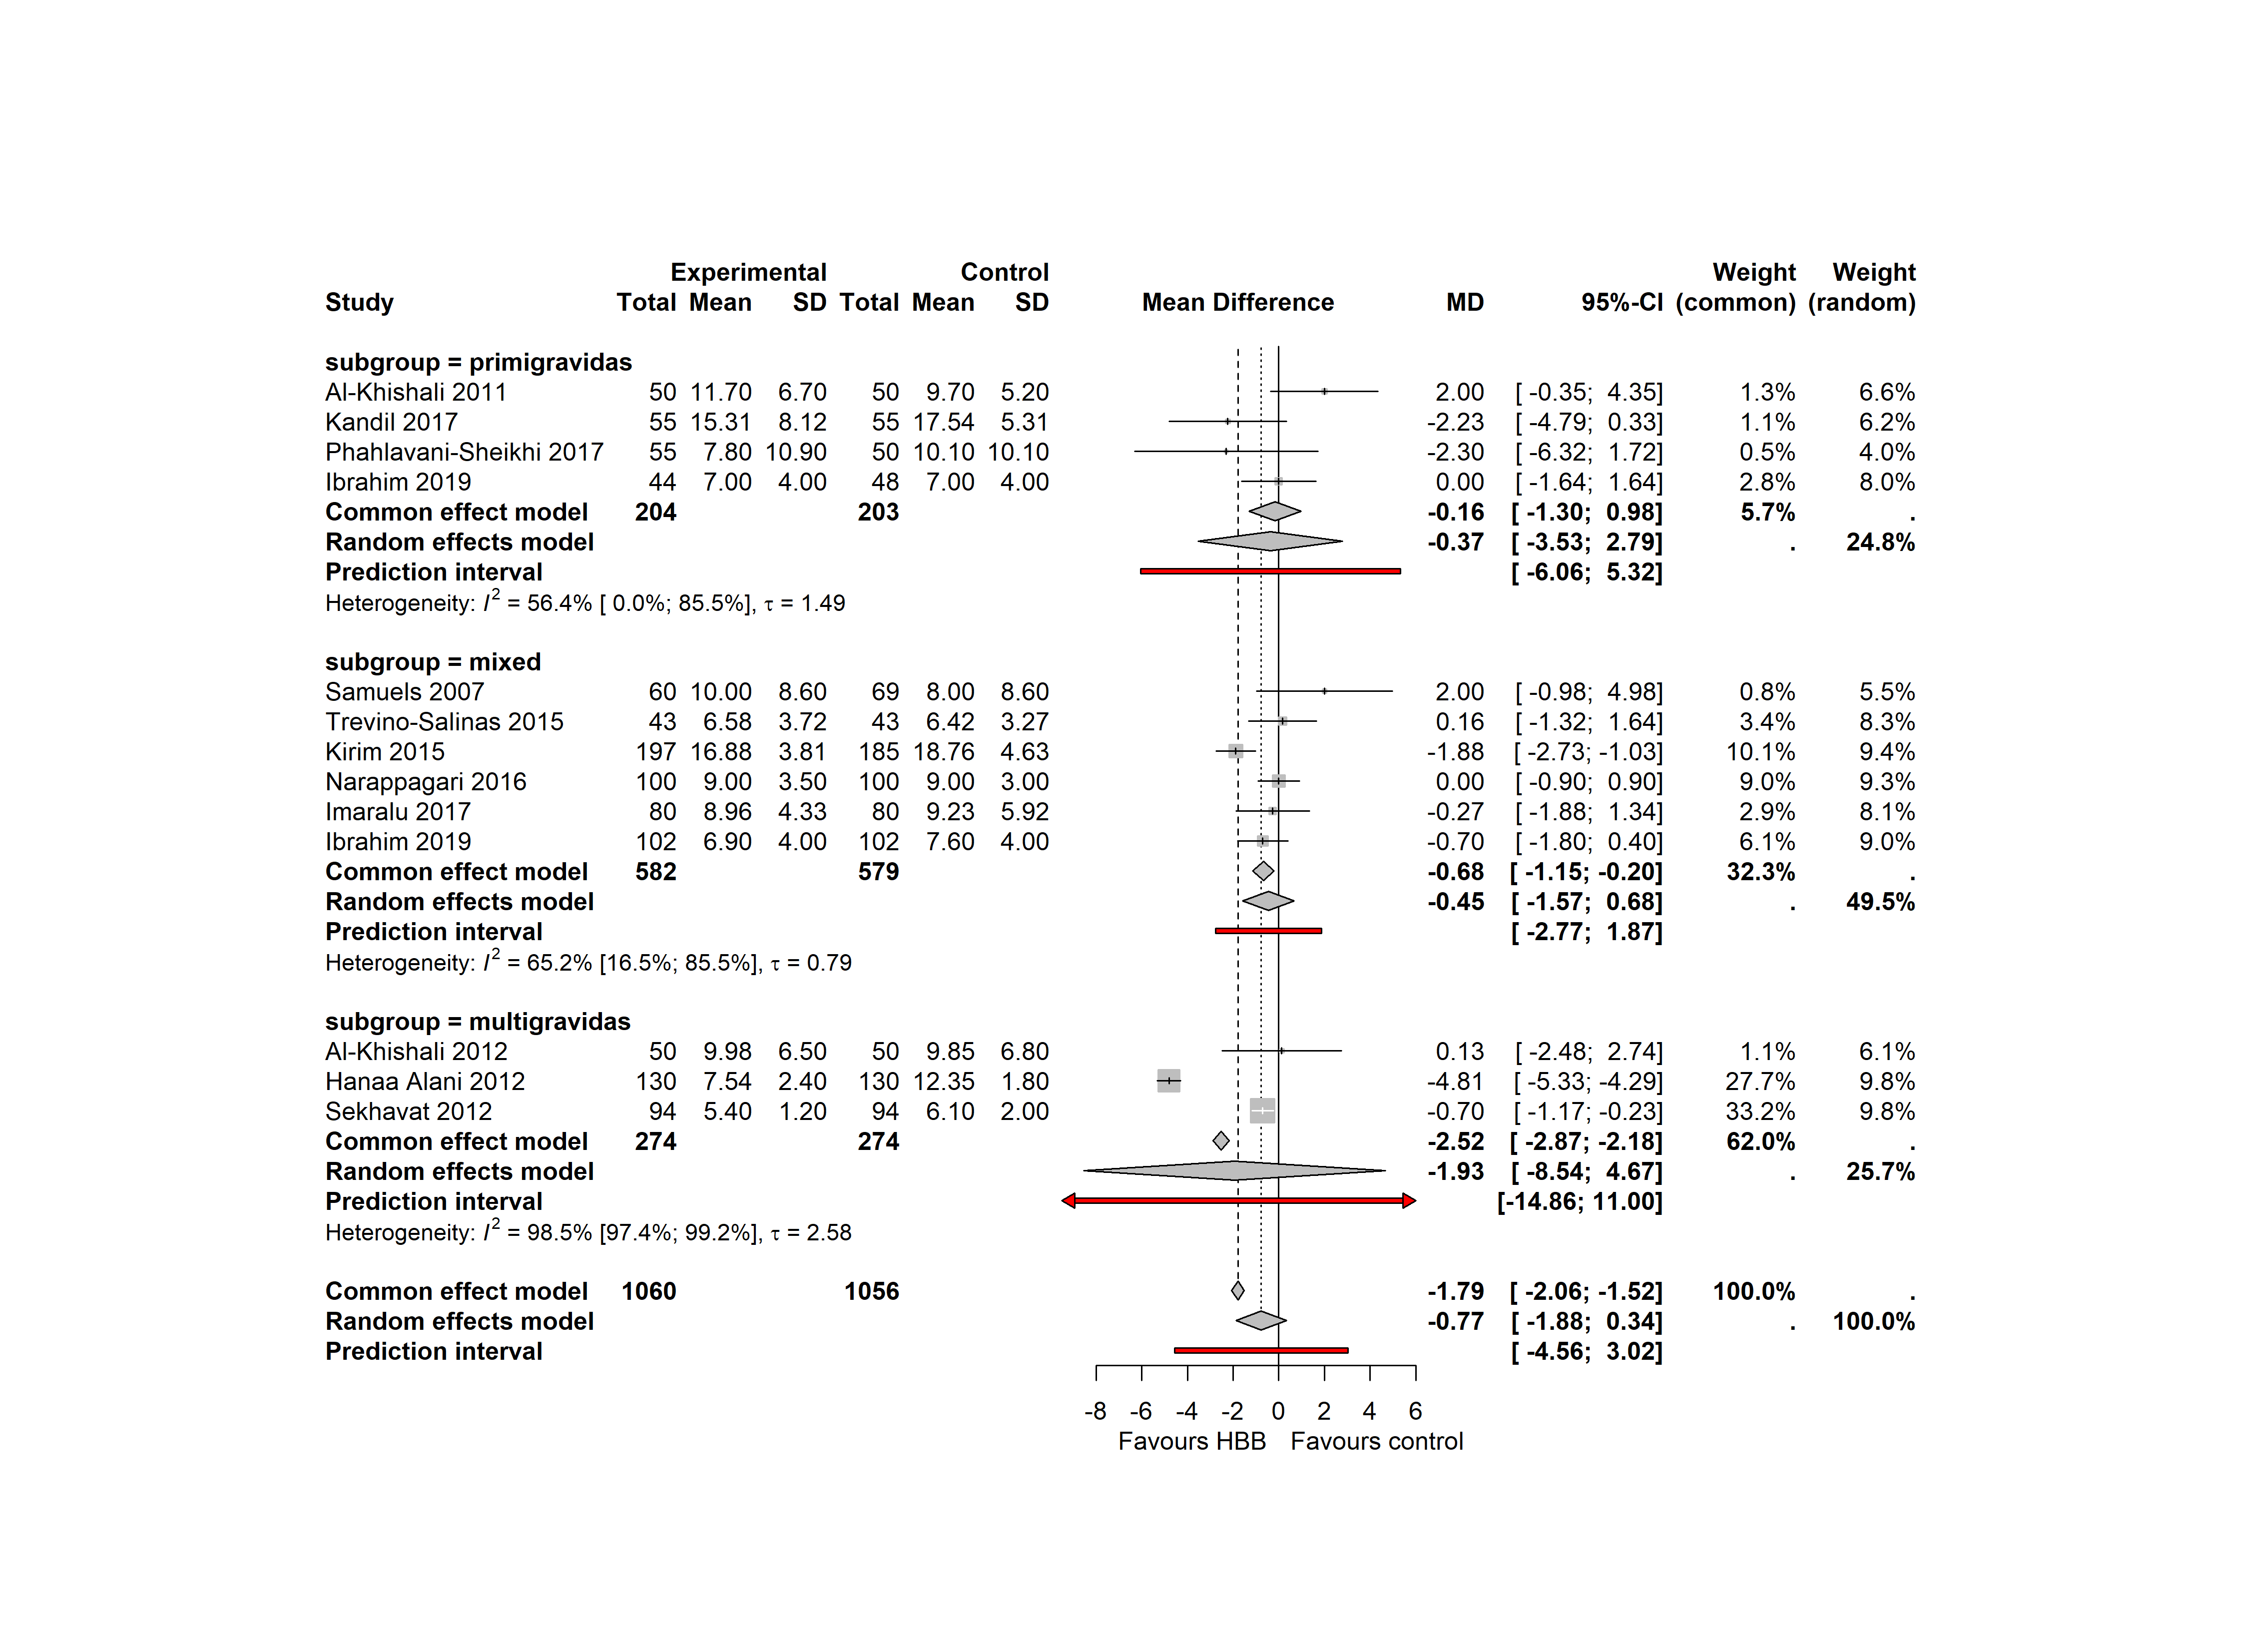 Experimental Control Weight Weight
Study Total Mean SD Total Mean SD Mean Difference MD 95%-CI (common) (random)
subgroup = primigravidas
Al-Khishali 2011 50 11.70 6.70 50 9.70 5.20 2.00 [ -0.35; 4.35] 1.3% 6.6%
Kandil 2017 55 15.31 8.12 55 17.54 5.31 -2.23 [ -4.79; 0.33] 1.1% 6.2%
Phahlavani-Sheikhi 2017 55 7.80 10.90 50 10.10 10.10 -2.30 [ -6.32; 1.72] 0.5% 4.0%
Ibrahim 2019 44 7.00 4.00 48 7.00 4.00 0.00 [ -1.64; 1.64] 2.8% 8.0%
Common effect model 204 203 -0.16 [ -1.30; 0.98] 5.7% .
Random effects model -0.37 [ -3.53; 2.79] . 24.8%
Prediction interval [ -6.06; 5.32]
Heterogeneity: I² = 56.4% [ 0.0%; 85.5%], τ = 1.49
subgroup = mixed
Samuels 2007 60 10.00 8.60 69 8.00 8.60 2.00 [ -0.98; 4.98] 0.8% 5.5%
Trevino-Salinas 2015 43 6.58 3.72 43 6.42 3.27 0.16 [ -1.32; 1.64] 3.4% 8.3%
Kirim 2015 197 16.88 3.81 185 18.76 4.63 -1.88 [ -2.73; -1.03] 10.1% 9.4%
Narappagari 2016 100 9.00 3.50 100 9.00 3.00 0.00 [ -0.90; 0.90] 9.0% 9.3%
Imaralu 2017 80 8.96 4.33 80 9.23 5.92 -0.27 [ -1.88; 1.34] 2.9% 8.1%
Ibrahim 2019 102 6.90 4.00 102 7.60 4.00 -0.70 [ -1.80; 0.40] 6.1% 9.0%
Common effect model 582 579 -0.68 [ -1.15; -0.20] 32.3% .
Random effects model -0.45 [ -1.57; 0.68] . 49.5%
Prediction interval [ -2.77; 1.87]
Heterogeneity: I² = 65.2% [16.5%; 85.5%], τ = 0.79
subgroup = multigravidas
Al-Khishali 2012 50 9.98 6.50 50 9.85 6.80 0.13 [ -2.48; 2.74] 1.1% 6.1%
Hanaa Alani 2012 130 7.54 2.40 130 12.35 1.80 -4.81 [ -5.33; -4.29] 27.7% 9.8%
Sekhavat 2012 94 5.40 1.20 94 6.10 2.00 -0.70 [ -1.17; -0.23] 33.2% 9.8%
Common effect model 274 274 -2.52 [ -2.87; -2.18] 62.0% .
Random effects model -1.93 [ -8.54; 4.67] . 25.7%
Prediction interval [-14.86; 11.00]
Heterogeneity: I² = 98.5% [97.4%; 99.2%], τ = 2.58
Common effect model 1060 1056 -1.79 [ -2.06; -1.52] 100.0% .
Random effects model -0.77 [ -1.88; 0.34] . 100.0%
Prediction interval [ -4.56; 3.02]
-8 -6 -4 -2 0 2 4 6
Favours HBB Favours control